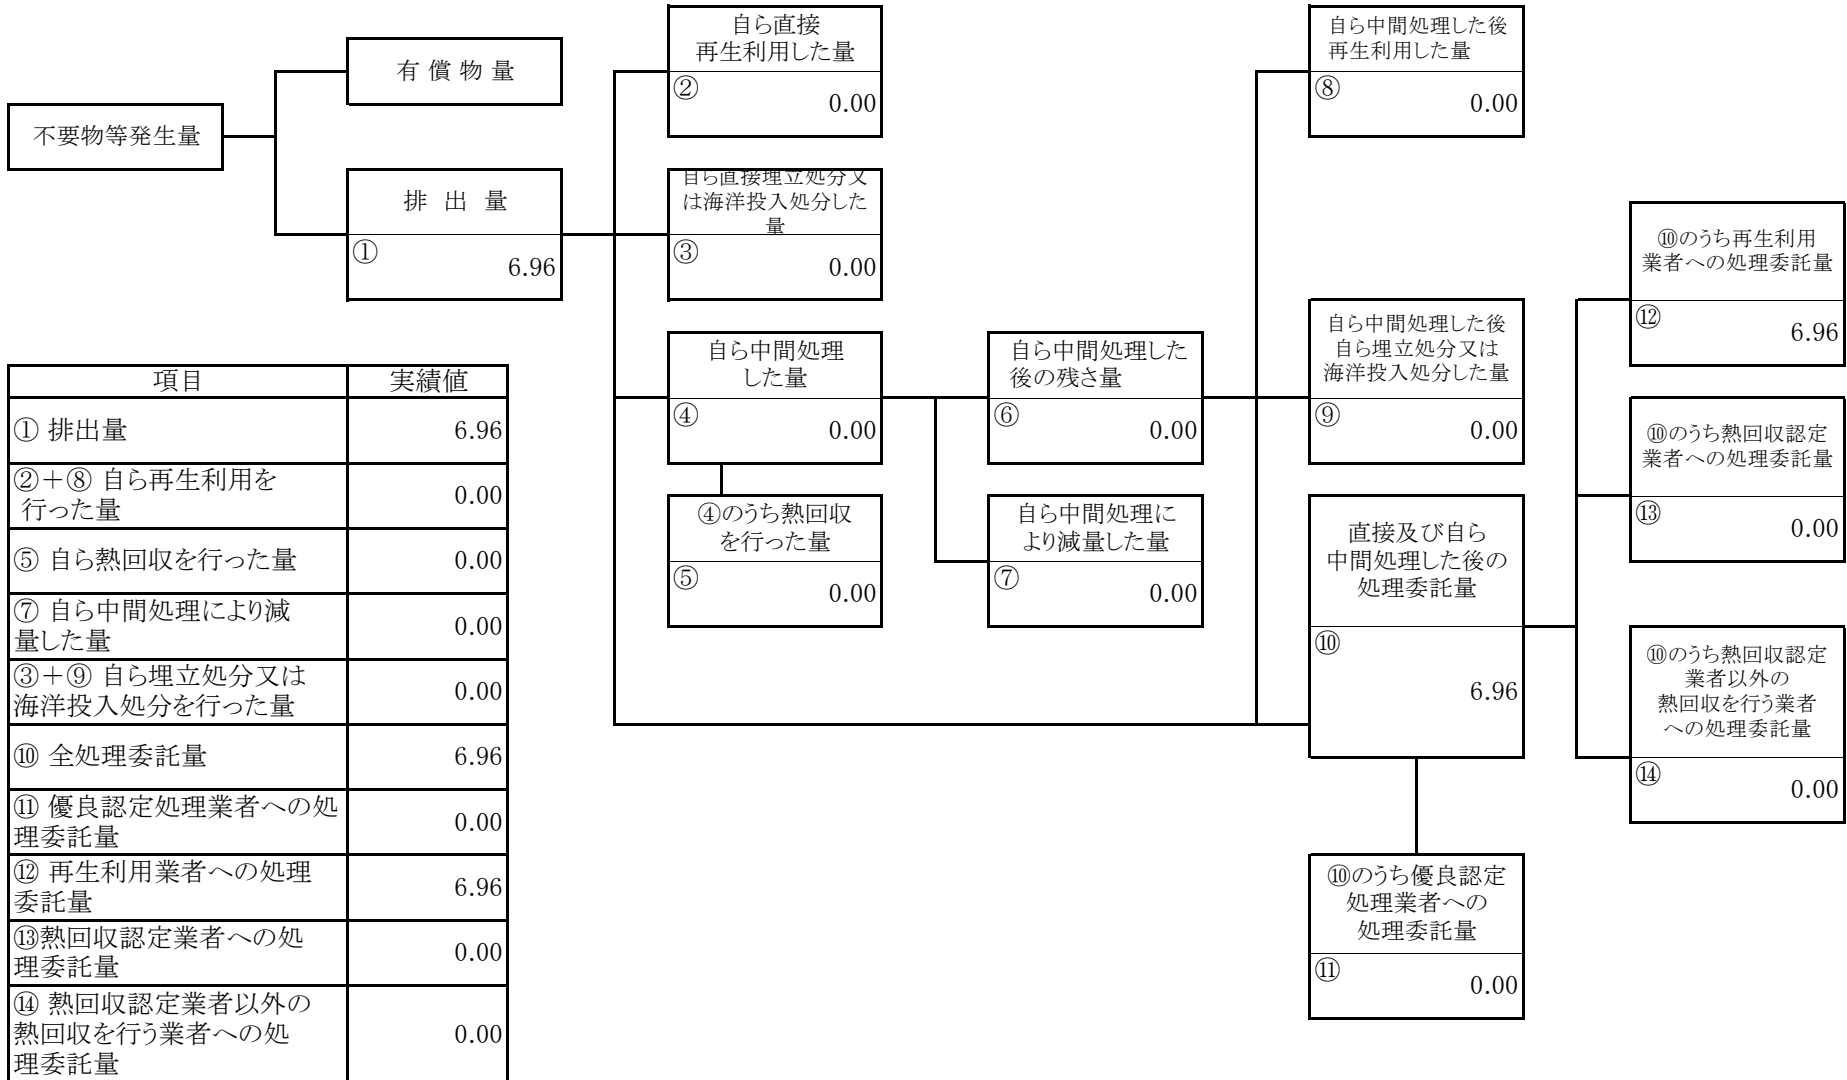 不要物等発生量
有 償 物 量
排 出 量
①
6.96
自ら直接
再生利用した量
②
0.00
自ら直接埋立処分又
は海洋投入処分した
量
③
0.00
自ら中間処理
した量
④
0.00
④のうち熱回収
を行った量
⑤
0.00
自ら中間処理した
後の残さ量
⑥
0.00
自ら中間処理に
より減量した量
⑦
0.00
自ら中間処理した後
再生利用した量
⑧
0.00
自ら中間処理した後
自ら埋立処分又は
海洋投入処分した量
⑨
0.00
直接及び自ら
中間処理した後の
処理委託量
⑩
6.96
⑩のうち優良認定
処理業者への
処理委託量
⑪
0.00
⑩のうち再生利用
業者への処理委託量
⑫
6.96
⑩のうち熱回収認定
業者への処理委託量
⑬
0.00
⑩のうち熱回収認定
業者以外の
熱回収を行う業者
への処理委託量
⑭
0.00
項目 実績値
① 排出量 6.96
②＋⑧ 自ら再生利用を
行った量
0.00
⑤ 自ら熱回収を行った量 0.00
⑦ 自ら中間処理により減
量した量
0.00
③＋⑨ 自ら埋立処分又は
海洋投入処分を行った量
0.00
⑩ 全処理委託量 6.96
⑪ 優良認定処理業者への処
理委託量
0.00
⑫ 再生利用業者への処理
委託量
6.96
⑬熱回収認定業者への処
理委託量
0.00
⑭ 熱回収認定業者以外の
熱回収を行う業者への処
理委託量
0.00